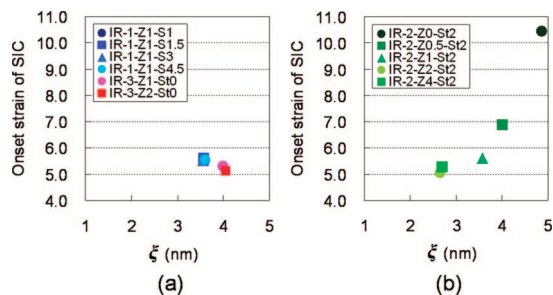 Onset strain of SIC
11.0
10.0
9.0
8.0
7.0
6.0
5.0
4.0
IR-1-Z1-S1
IR-1-Z1-S1.5
IR-1-Z1-S3
IR-1-Z1-S4.5
IR-3-Z1-St0
IR-3-Z2-St0
1 2 3 4 5
ξ (nm)
(a)
Onset strain of SIC
11.0
10.0
9.0
8.0
7.0
6.0
5.0
4.0
IR-2-Z0-St2
IR-2-Z0.5-St2
IR-2-Z1-St2
IR-2-Z2-St2
IR-2-Z4-St2
1 2 3 4 5
ξ (nm)
(b)